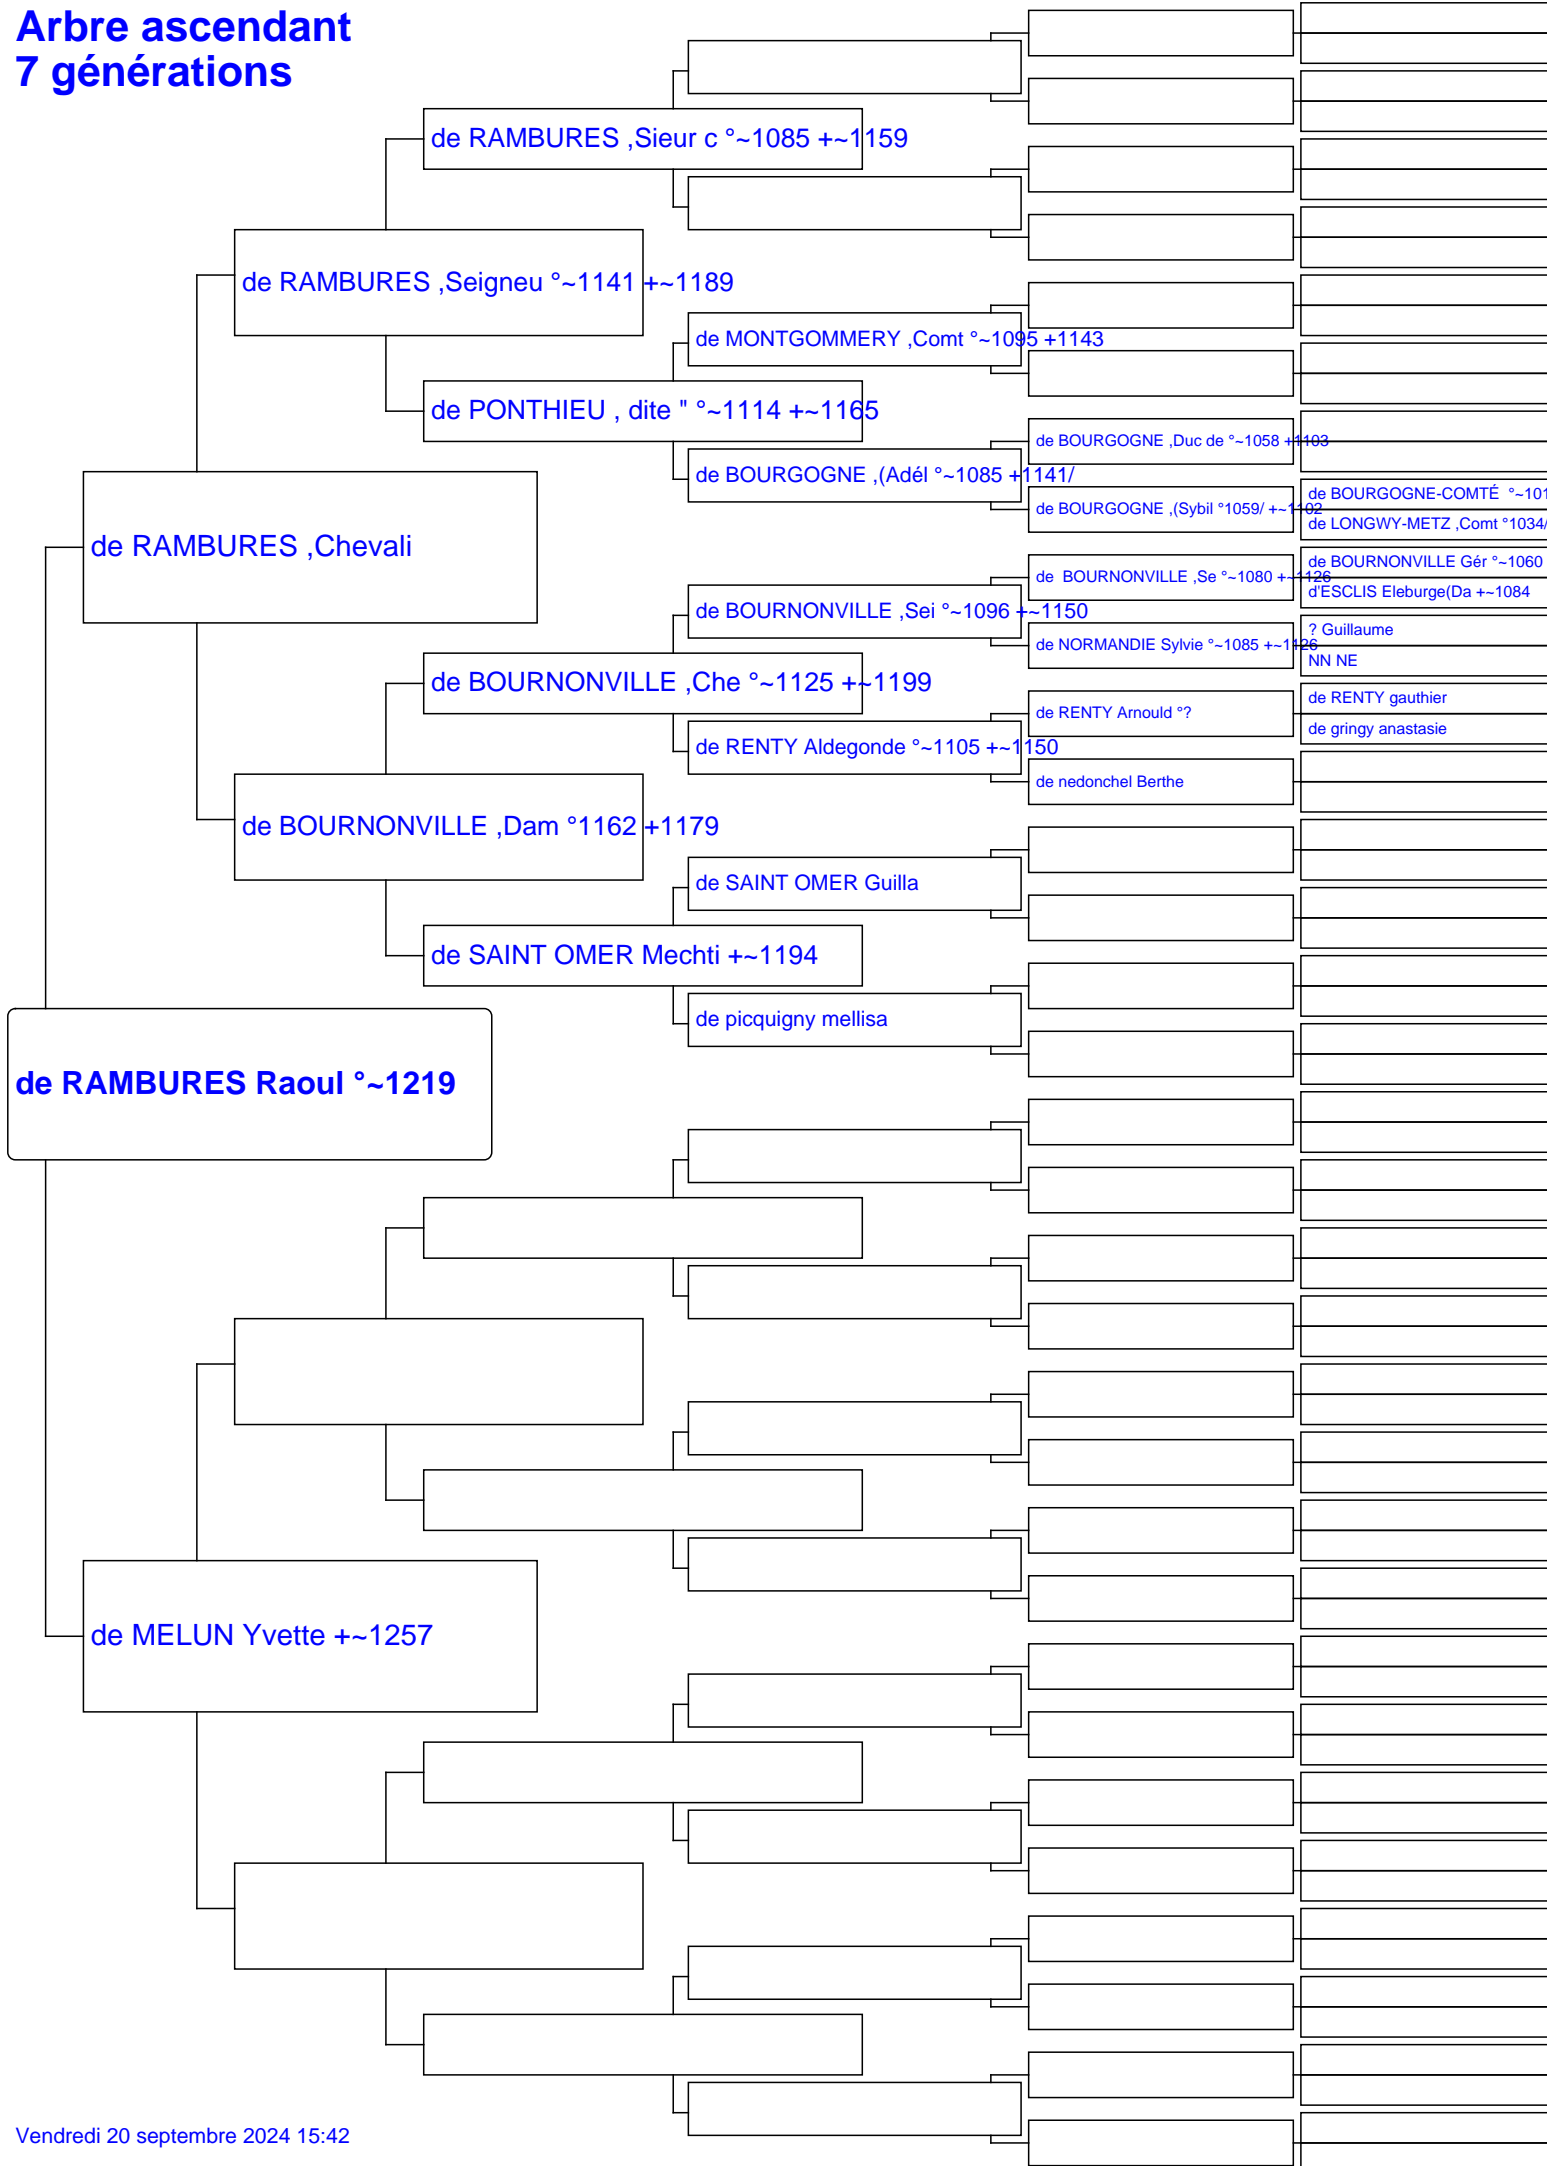 Arbre ascendant
7 générations
de RAMBURES ,Sieur c °~1085 +~1159
de RAMBURES ,Seigneu °~1141 +~1189
de MONTGOMMERY ,Comt °~1095 +1143
de PONTHIEU , dite " °~1114 +~1165
de BOURGOGNE ,Duc de °~1058 +1103
de BOURGOGNE ,(Adél °~1085 +1141/
de BOURGOGNE-COMTÉ °~101
de BOURGOGNE ,(Sybil °1059/ +~1102
de LONGWY-METZ ,Comt °1034/
de RAMBURES ,Chevali
de BOURNONVILLE Gér °~1060
de BOURNONVILLE ,Se °~1080 +~1126
d'ESCLIS Eleburge(Da +~1084
de BOURNONVILLE ,Sei °~1096 +~1150
? Guillaume
de NORMANDIE Sylvie °~1085 +~1126
NN NE
de BOURNONVILLE ,Che °~1125 +~1199
de RENTY gauthier
de RENTY Arnould °?
de gringy anastasie
de RENTY Aldegonde °~1105 +~1150
de nedonchel Berthe
de BOURNONVILLE ,Dam °1162 +1179
de SAINT OMER Guilla
de SAINT OMER Mechti +~1194
de picquigny mellisa
de RAMBURES Raoul °~1219
de MELUN Yvette +~1257
Vendredi 20 septembre 2024 15:42